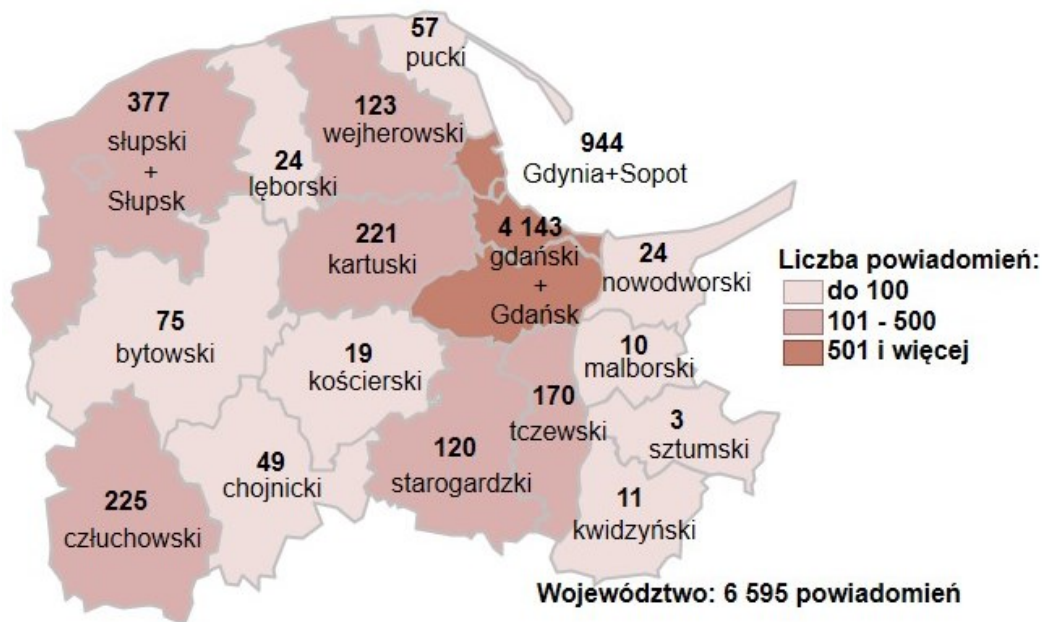 57
pucki
377
słupski
+
Słupsk
123
wejherowski
24
lęborski
944
Gdynia+Sopot
221
kartuski
4 143
gdański
+
Gdańsk
24
nowodworski
Liczba powiadomień:
do 100
101 - 500
501 i więcej
75
bytowski
19
kościerski
10
malborski
170
tczewski
3
sztumski
120
starogardzki
49
chojnicki
225
człuchowski
11
kwidzyński
Województwo: 6 595 powiadomień